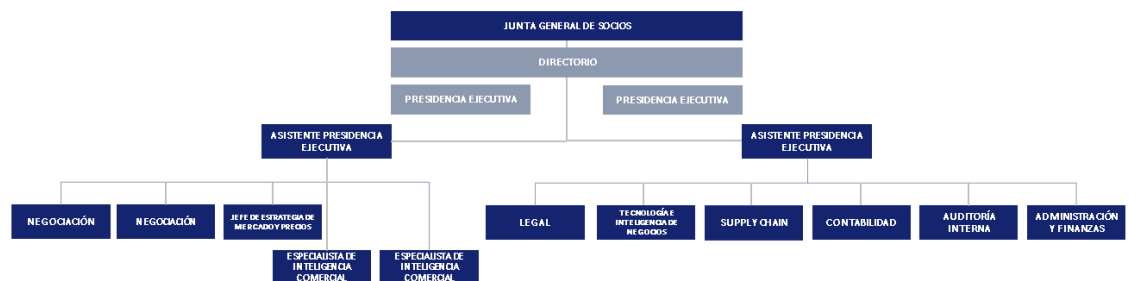 JUNTA GENERAL DE SOCIOS
DIRECTORIO
PRESIDENCIA EJECUTIVA
PRESIDENCIA EJECUTIVA
ASISTENTE PRESIDENCIA
EJECUTIVA
ASISTENTE PRESIDENCIA
EJECUTIVA
NEGOCIACIÓN
NEGOCIACIÓN
JEFE DE ESTRATEGIA DE
MERCADO Y PRECIOS
ESPECIALISTA DE
INTELIGENCIA
COMERCIAL
ESPECIALISTA DE
INTELIGENCIA
COMERCIAL
LEGAL
TECNOLOGÍA E
INTELIGENCIA DE
NEGOCIOS
SUPPLY CHAIN
CONTABILIDAD
AUDITORÍA
INTERNA
ADMINISTRACIÓN
Y FINANZAS